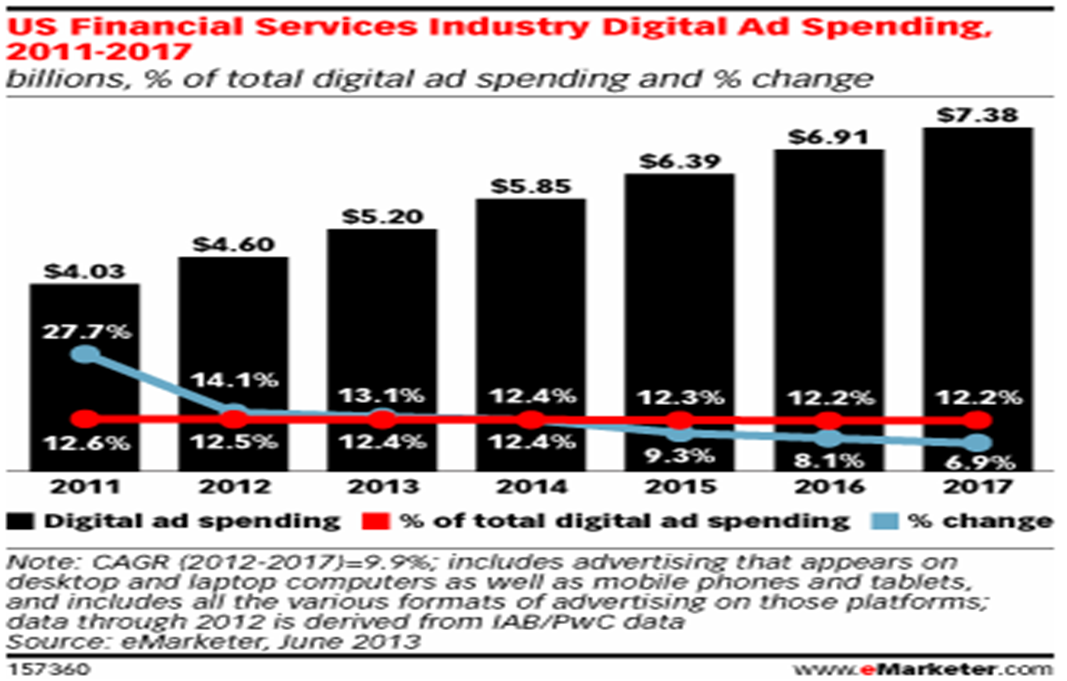 US Financial Services Industry Digital Ad Spending,
2011-2017
billions, % of total digital ad spending and % change
$4.03
$4.60
$5.20
$5.85
$6.39
$6.91
$7.38
27.7%
14.1%
13.1%
12.4%
12.3%
12.2%
12.2%
12.6%
12.5%
12.4%
12.4%
9.3%
8.1%
6.9%
2011 2012 2013 2014 2015 2016 2017
Digital ad spending % of total digital ad spending % change
Note: CAGR (2012-2017)=9.9%; includes advertising that appears on
desktop and laptop computers as well as mobile phones and tablets,
and includes all the various formats of advertising on those platforms;
data through 2012 is derived from IAB/PwC data
Source: eMarketer, June 2013
157360 www.eMarketer.com